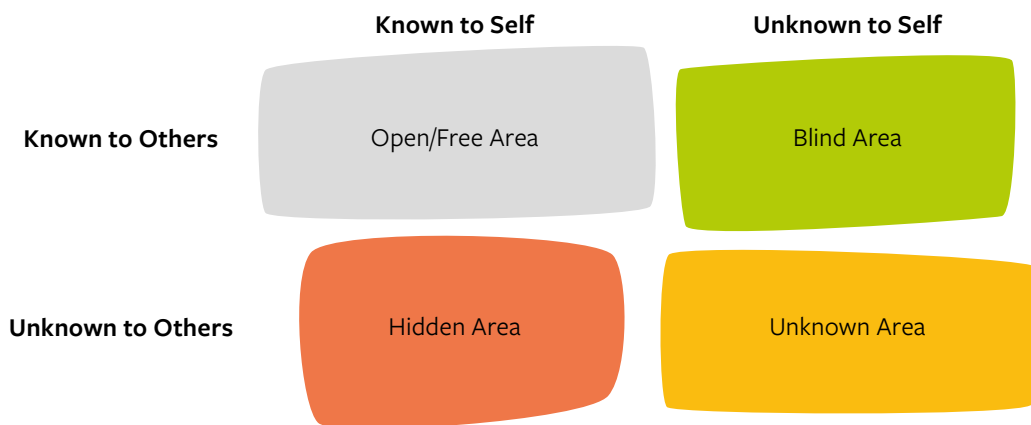 Known to Self
Unknown to Self
Known to Others
Open/Free Area
Blind Area
Unknown to Others
Hidden Area
Unknown Area